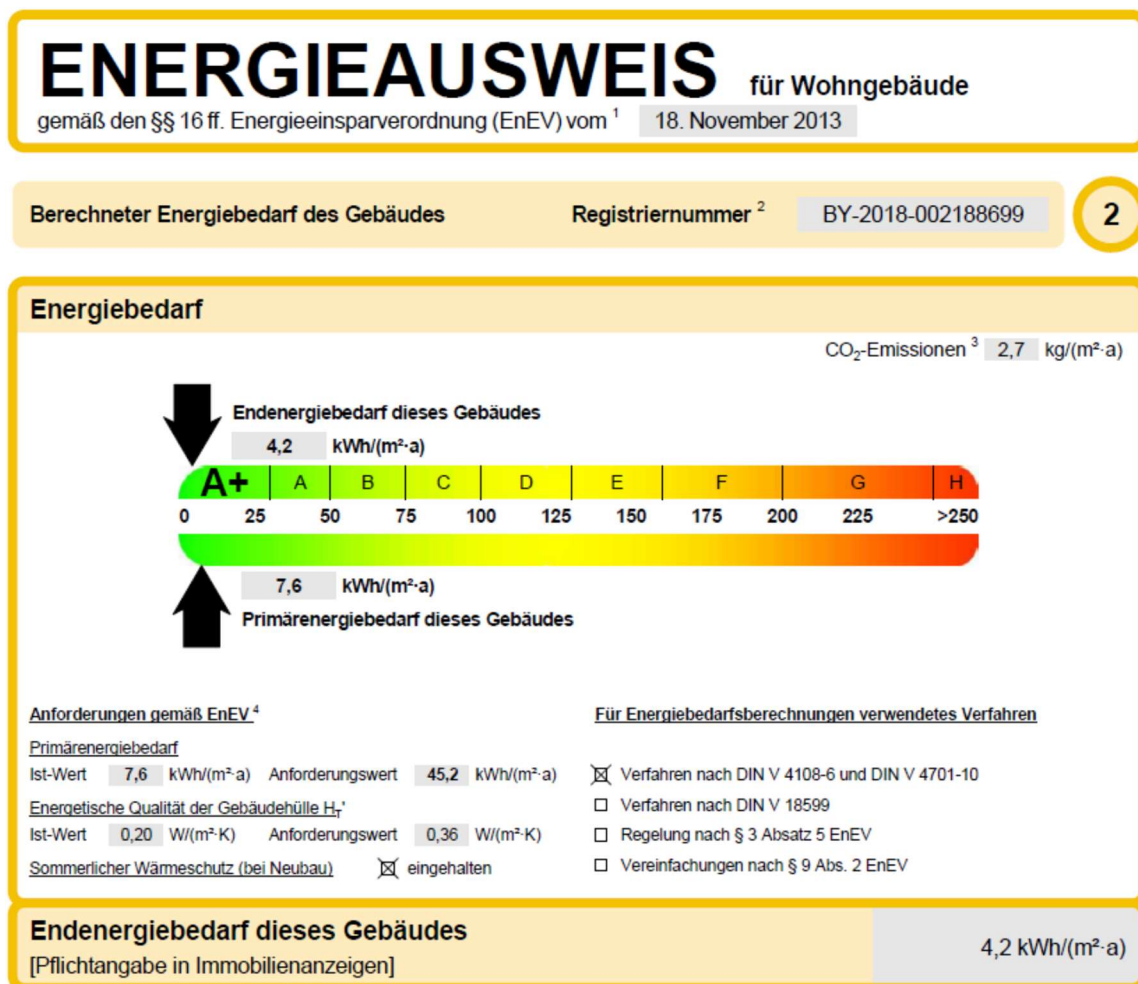 ENERGIEAUSWEIS für Wohngebäude
gemäß den §§ 16 ff. Energieeinsparverordnung (EnEV) vom ¹ 18. November 2013
Berechneter Energiebedarf des Gebäudes Registriernummer ² BY-2018-002188699 2
Energiebedarf
CO₂-Emissionen ³ 2,7 kg/(m²·a)
Endenergiebedarf dieses Gebäudes
4,2 kWh/(m²·a)
A+ A B C D E F G H
0 25 50 75 100 125 150 175 200 225 >250
7,6 kWh/(m²·a)
Primärenergiebedarf dieses Gebäudes
Anforderungen gemäß EnEV ⁴
Primärenergiebedarf
Ist-Wert 7,6 kWh/(m²·a) Anforderungswert 45,2 kWh/(m²·a)
Energetische Qualität der Gebäudehülle H_T'
Ist-Wert 0,20 W/(m²·K) Anforderungswert 0,36 W/(m²·K)
Sommerlicher Wärmeschutz (bei Neubau) ☒ eingehalten
Für Energiebedarfsberechnungen verwendetes Verfahren
☒ Verfahren nach DIN V 4108-6 und DIN V 4701-10
☐ Verfahren nach DIN V 18599
☐ Regelung nach § 3 Absatz 5 EnEV
☐ Vereinfachungen nach § 9 Abs. 2 EnEV
Endenergiebedarf dieses Gebäudes
[Pflichtangabe in Immobilienanzeigen]
4,2 kWh/(m²·a)